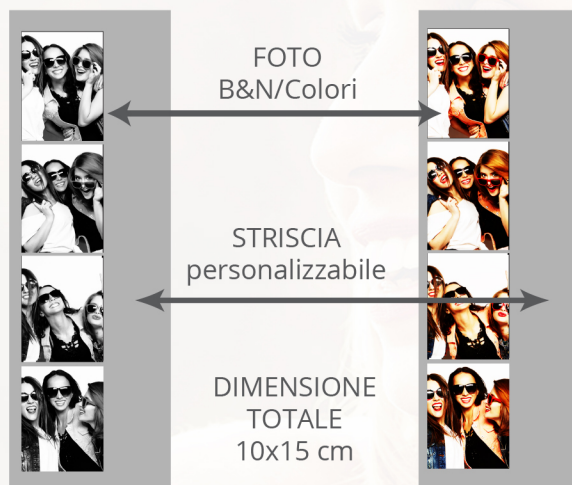 FOTO
B&N/Colori
STRISCIA
personalizzabile
DIMENSIONE
TOTALE
10x15 cm